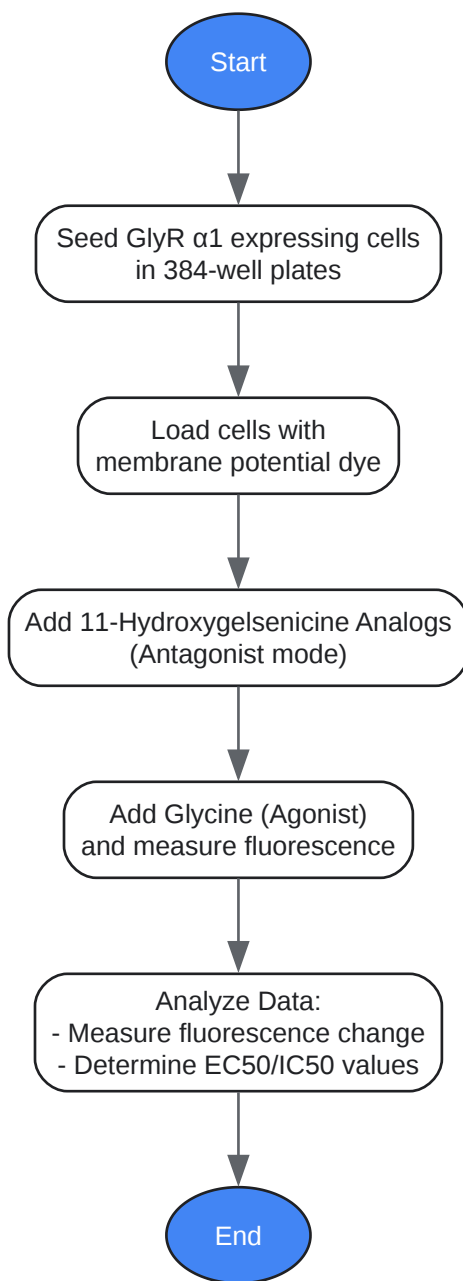 Start
Seed GlyR α1 expressing cells
in 384-well plates
Load cells with
membrane potential dye
Add 11-Hydroxygelsenicine Analogs
(Antagonist mode)
Add Glycine (Agonist)
and measure fluorescence
Analyze Data:
- Measure fluorescence change
- Determine EC50/IC50 values
End